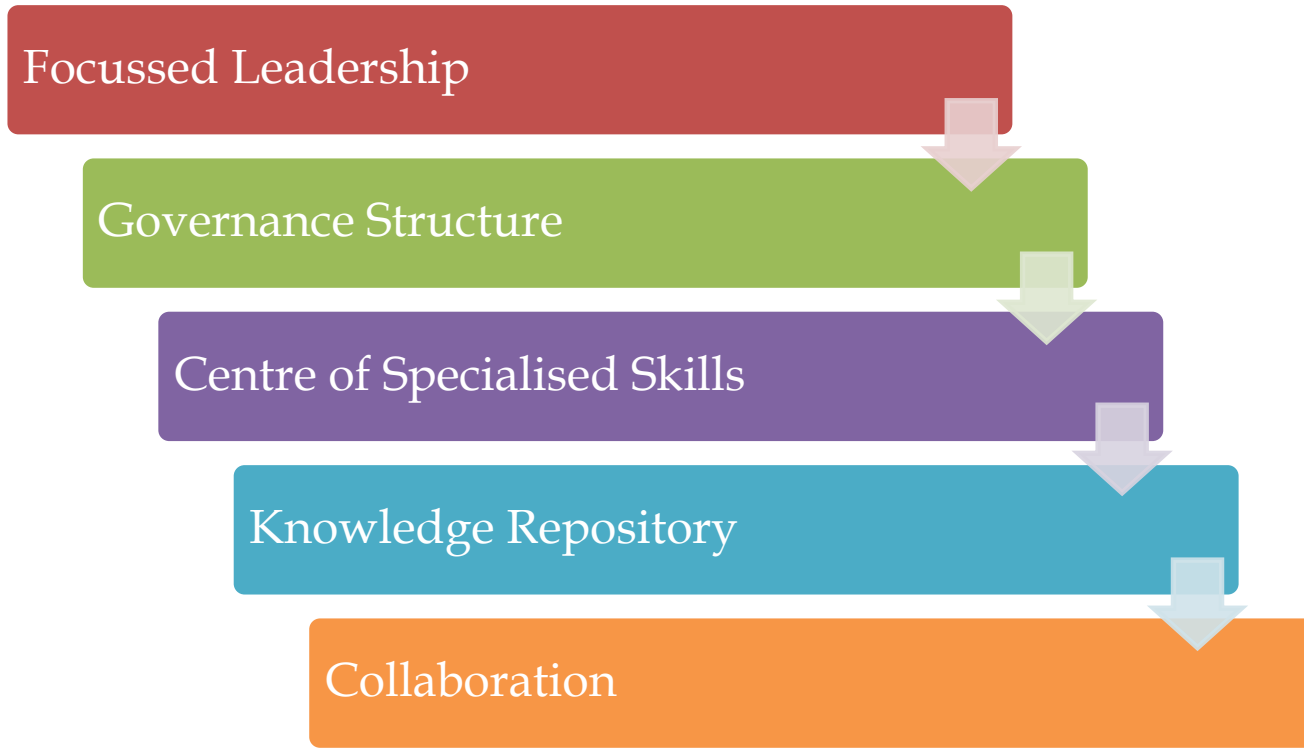 Focussed Leadership
Governance Structure
Centre of Specialised Skills
Knowledge Repository
Collaboration